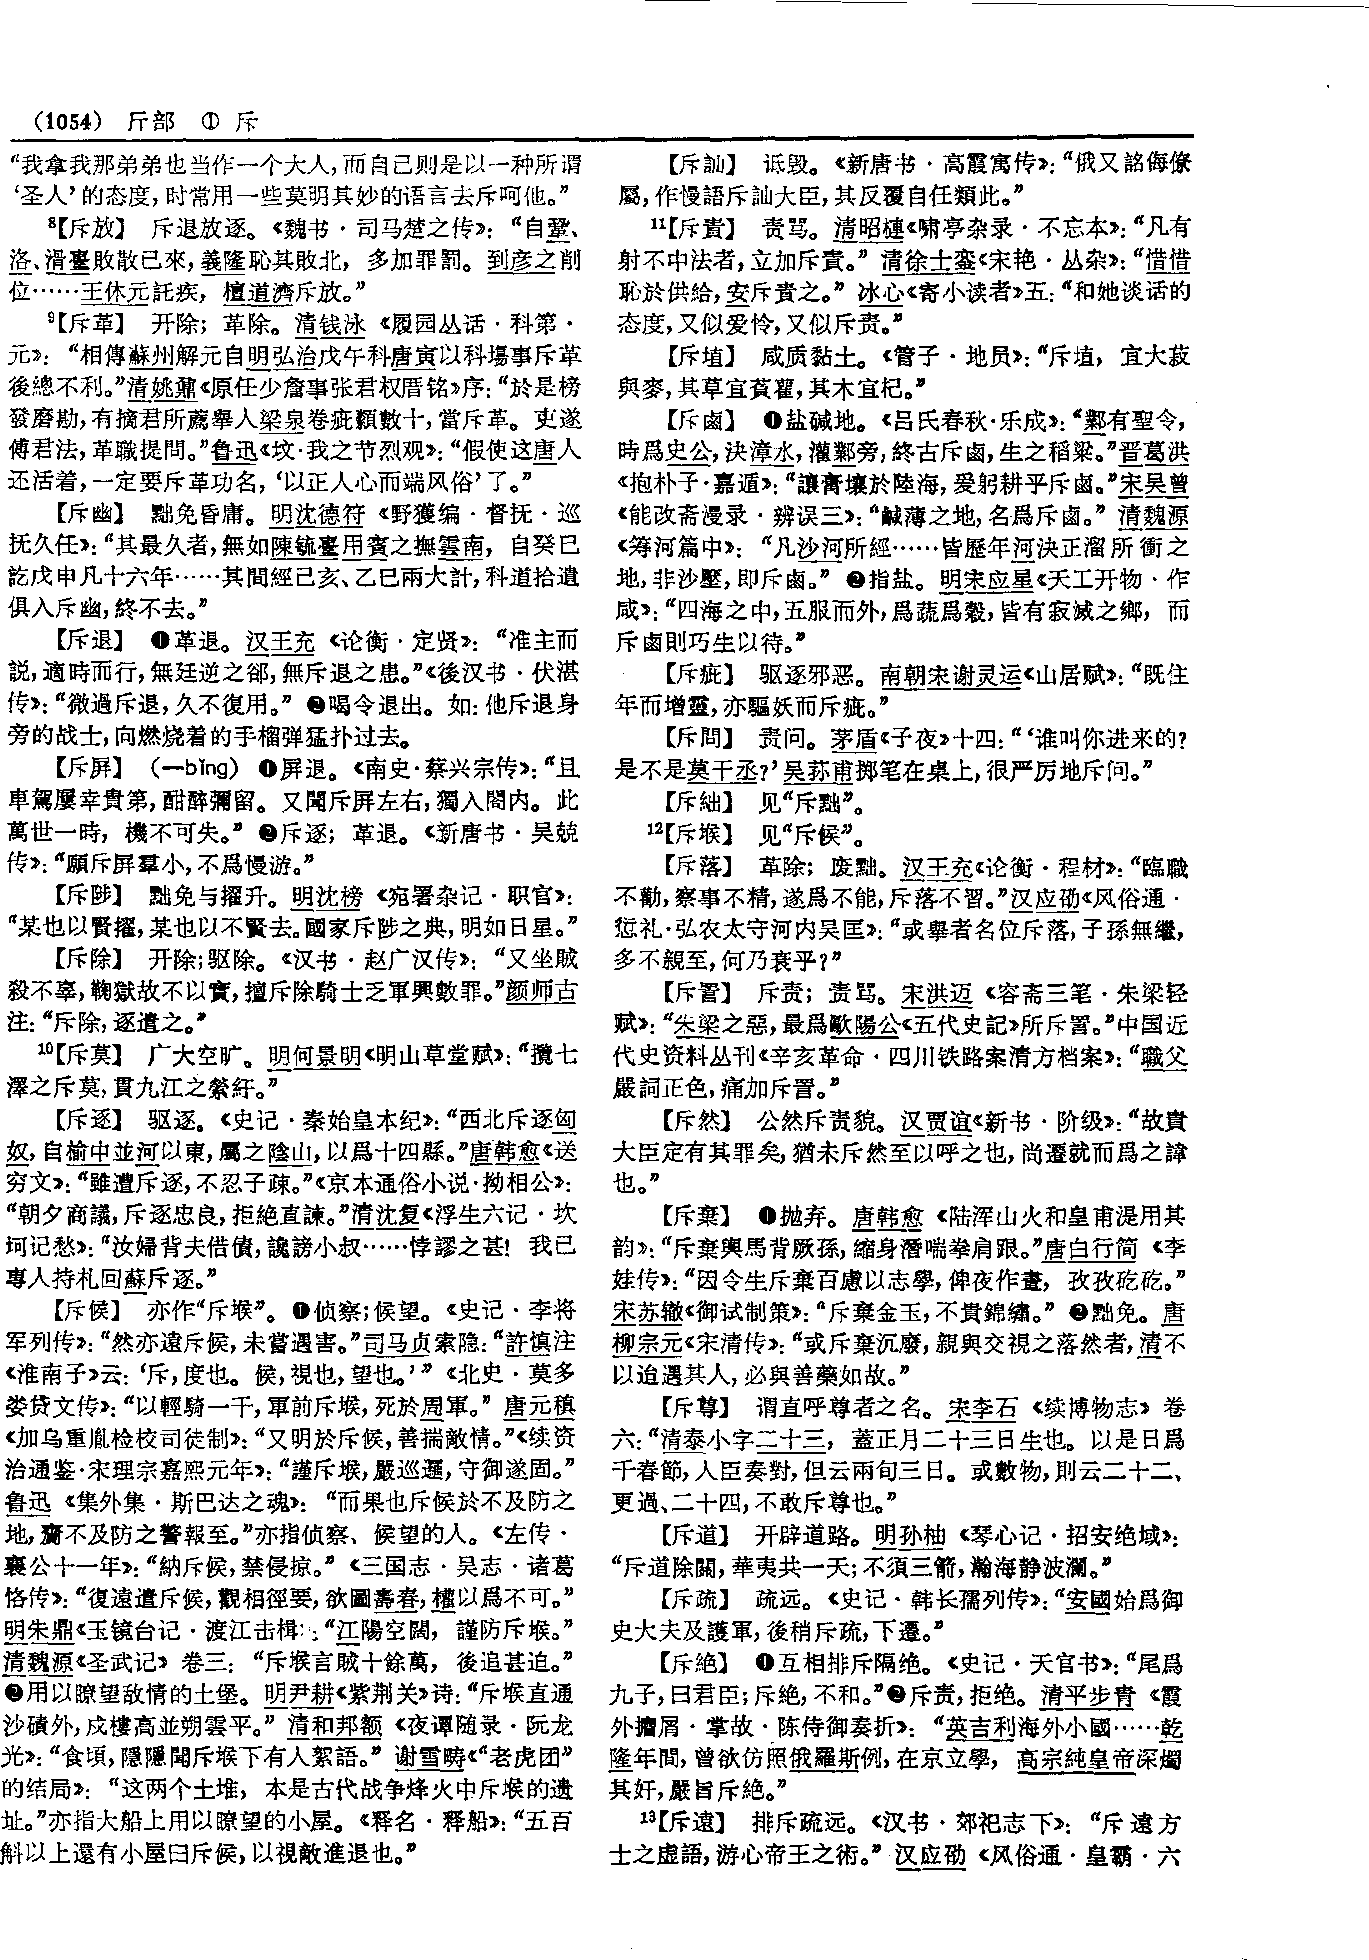 （1054） 斤部 ① 斥
“我拿我那弟弟也当作一个大人，而自己则是以一种所谓
‘圣人’的态度，时常用一些莫明其妙的语言去斥呵他。”
⁸【斥放】 斥退放逐。《魏书·司马楚之传》：“自鞏、
洛、滑臺敗散已來，義隆恥其敗北，多加罪罰。到彦之削
位……王休元託疾，檀道濟斥放。”
⁹【斥革】 开除；革除。清钱泳《履园丛话·科第·
元》：“相傳蘇州解元自明弘治戊午科唐寅以科場事斥革
後總不利。”清姚鼐《原任少詹事张君权厝铭》序：“於是榜
發磨勘，有摘君所薦舉人梁泉卷疵纇數十，當斥革。吏遂
傅君法，革職提問。”鲁迅《坟·我之节烈观》：“假使这唐人
还活着，一定要斥革功名，‘以正人心而端风俗’了。”
【斥幽】 黜免昏庸。明沈德符《野獲编·督抚·巡
抚久任》：“其最久者，無如陳毓臺用賓之撫雲南，自癸巳
訖戊申凡十六年……其間經己亥、乙巳兩大計，科道拾遺
俱入斥幽，終不去。”
【斥退】 ❶革退。汉王充《论衡·定贤》：“准主而
説，適時而行，無廷逆之郤，無斥退之患。”《後汉书·伏湛
传》：“微過斥退，久不復用。” ❷喝令退出。如：他斥退身
旁的战士，向燃烧着的手榴弹猛扑过去。
【斥屏】 （—bǐng） ❶屏退。《南史·蔡兴宗传》：“且
車駕屢幸貴第，酣醉彌留。又聞斥屏左右，獨入閤内。此
萬世一時，機不可失。” ❷斥逐；革退。《新唐书·吴兢
传》：“願斥屏羣小，不爲慢游。”
【斥陟】 黜免与擢升。明沈榜《宛署杂记·职官》：
“某也以賢擢，某也以不賢去。國家斥陟之典，明如日星。”
【斥除】 开除；驱除。《汉书·赵广汉传》：“又坐賊
殺不辜，鞠獄故不以實，擅斥除騎士乏軍興數罪。”颜师古
注：“斥除，逐遣之。”
¹⁰【斥莫】 广大空旷。明何景明《明山草堂赋》：“攬七
澤之斥莫，貫九江之縈紆。”
【斥逐】 驱逐。《史记·秦始皇本纪》：“西北斥逐匈
奴，自榆中並河以東，屬之陰山，以爲十四縣。”唐韩愈《送
穷文》：“雖遭斥逐，不忍子疎。”《京本通俗小说·拗相公》：
“朝夕商議，斥逐忠良，拒絶直諫。”清沈复《浮生六记·坎
坷记愁》：“汝婦背夫借債，讒謗小叔……悖謬之甚！我已
專人持札回蘇斥逐。”
【斥候】 亦作“斥堠”。❶侦察；候望。《史记·李将
军列传》：“然亦遠斥候，未嘗遇害。”司马贞索隐：“許慎注
《淮南子》云：‘斥，度也。候，視也，望也。’”《北史·莫多
娄贷文传》：“以輕騎一千，軍前斥堠，死於周軍。” 唐元稹
《加乌重胤检校司徒制》：“又明於斥候，善揣敵情。”《续资
治通鉴·宋理宗嘉熙元年》：“謹斥堠，嚴巡邏，守御遂固。”
鲁迅《集外集·斯巴达之魂》：“而果也斥候於不及防之
地，齎不及防之警報至。”亦指侦察、候望的人。《左传·
襄公十一年》：“納斥候，禁侵掠。”《三国志·吴志·诸葛
恪传》：“復遠遣斥候，觀相徑要，欲圖壽春，權以爲不可。”
明朱鼎《玉镜台记·渡江击楫》：“江陽空闊，謹防斥堠。”
清魏源《圣武记》卷三：“斥堠言賊十餘萬，後追甚迫。”
❷用以瞭望敌情的土堡。明尹耕《紫荆关》诗：“斥堠直通
沙磧外，戍樓高並朔雲平。” 清和邦额《夜谭随录·阮龙
光》：“食頃，隱隱聞斥堠下有人絮語。” 谢雪畴《“老虎团”
的结局》：“这两个土堆，本是古代战争烽火中斥堠的遗
址。”亦指大船上用以瞭望的小屋。《释名·释船》：“五百
斛以上還有小屋曰斥候，以視敵進退也。”
【斥訕】 诋毁。《新唐书·高霞寓传》：“俄又詆侮僚
屬，作慢語斥訕大臣，其反覆自任類此。”
¹¹【斥責】 责骂。清昭槤《啸亭杂录·不忘本》：“凡有
射不中法者，立加斥責。” 清徐士銮《宋艳·丛杂》：“惜惜
恥於供給，安斥責之。” 冰心《寄小读者》五：“和她谈话的
态度，又似爱怜，又似斥责。”
【斥埴】 咸质黏土。《管子·地员》：“斥埴，宜大菽
與麥，其草宜萯雚，其木宜杞。”
【斥鹵】 ❶盐碱地。《吕氏春秋·乐成》：“鄴有聖令，
時爲史公，決漳水，灌鄴旁，終古斥鹵，生之稻粱。”晋葛洪
《抱朴子·嘉遁》：“讓膏壤於陸海，爰躬耕乎斥鹵。”宋吴曾
《能改斋漫录·辨误三》：“鹹薄之地，名爲斥鹵。” 清魏源
《筹河篇中》：“凡沙河所經……皆歷年河決正溜所衝之
地，非沙壓，即斥鹵。” ❷指盐。明宋应星《天工开物·作
咸》：“四海之中，五服而外，爲蔬爲穀，皆有寂滅之鄉，而
斥鹵則巧生以待。”
【斥疵】 驱逐邪恶。南朝宋谢灵运《山居赋》：“既住
年而增靈，亦驅妖而斥疵。”
【斥問】 责问。茅盾《子夜》十四：“‘谁叫你进来的？
是不是莫干丞？’吴荪甫掷笔在桌上，很严厉地斥问。”
【斥絀】 见“斥黜”。
¹²【斥堠】 见“斥候”。
【斥落】 革除；废黜。汉王充《论衡·程材》：“臨職
不勸，察事不精，遂爲不能，斥落不習。”汉应劭《风俗通·
愆礼·弘农太守河内吴匡》：“或舉者名位斥落，子孫無繼，
多不親至，何乃衰乎？”
【斥詈】 斥责；责骂。宋洪迈《容斋三笔·朱梁轻
赋》：“朱梁之惡，最爲歐陽公《五代史記》所斥詈。”中国近
代史资料丛刊《辛亥革命·四川铁路案清方档案》：“職父
嚴詞正色，痛加斥詈。”
【斥然】 公然斥责貌。汉贾谊《新书·阶级》：“故貴
大臣定有其罪矣，猶未斥然至以呼之也，尚遷就而爲之諱
也。”
【斥棄】 ❶抛弃。唐韩愈《陆浑山火和皇甫湜用其
韵》：“斥棄輿馬背厥孫，縮身潛喘拳肩跟。”唐白行简《李
娃传》：“因令生斥棄百慮以志學，俾夜作晝，孜孜矻矻。”
宋苏辙《御试制策》：“斥棄金玉，不貴錦繡。” ❷黜免。唐
柳宗元《宋清传》：“或斥棄沉廢，親與交視之落然者，清不
以迨遇其人，必與善藥如故。”
【斥尊】 谓直呼尊者之名。宋李石《续博物志》卷
六：“清泰小字二十三，蓋正月二十三日生也。以是日爲
千春節，人臣奏對，但云兩旬三日。或數物，則云二十二、
更過、二十四，不敢斥尊也。”
【斥道】 开辟道路。明孙柚《琴心记·招安绝域》：
“斥道除關，華夷共一天；不須三箭，瀚海静波瀾。”
【斥疏】 疏远。《史记·韩长孺列传》：“安國始爲御
史大夫及護軍，後稍斥疏，下遷。”
【斥絶】 ❶互相排斥隔绝。《史记·天官书》：“尾爲
九子，曰君臣；斥絶，不和。”❷斥责，拒绝。清平步青《霞
外攟屑·掌故·陈侍御奏折》：“英吉利海外小國……乾
隆年間，曾欲仿照俄羅斯例，在京立學，高宗純皇帝深燭
其奸，嚴旨斥絶。”
¹³【斥遠】 排斥疏远。《汉书·郊祀志下》：“斥遠方
士之虚語，游心帝王之術。” 汉应劭《风俗通·皇霸·六